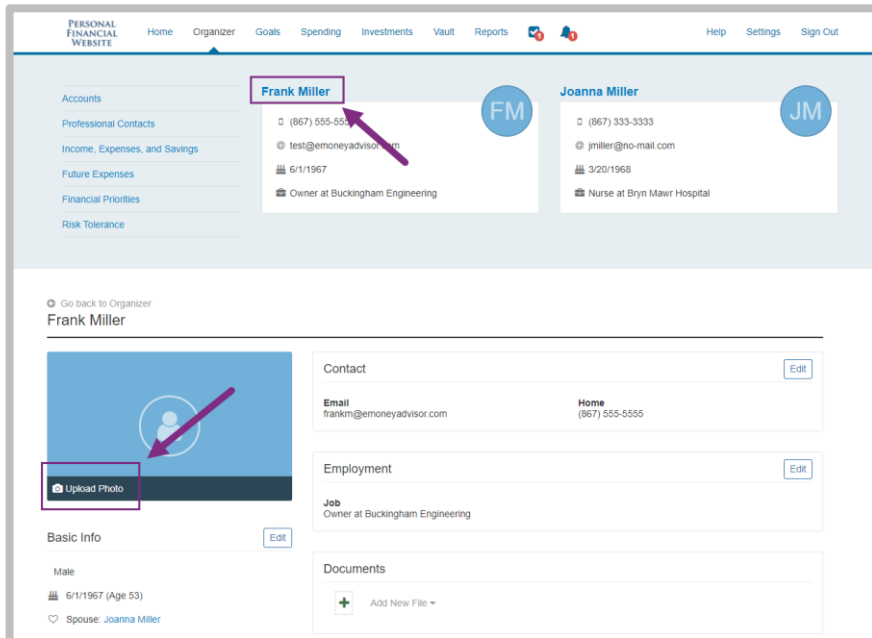 PERSONAL
FINANCIAL
WEBSITE
Home Organizer Goals Spending Investments Vault Reports 1 1 Help Settings Sign Out
Accounts
Professional Contacts
Income, Expenses, and Savings
Future Expenses
Financial Priorities
Risk Tolerance
Frank Miller
FM
(867) 555-555
test@emoneyadvisor.com
6/1/1967
Owner at Buckingham Engineering
Joanna Miller
JM
(867) 333-3333
@ jmiller@no-mail.com
3/20/1968
Nurse at Bryn Mawr Hospital
Go back to Organizer
Frank Miller
Upload Photo
Basic Info Edit
Male
6/1/1967 (Age 53)
Spouse: Joanna Miller
Contact Edit
Email Home
frankm@emoneyadvisor.com (867) 555-5555
Employment Edit
Job
Owner at Buckingham Engineering
Documents
Add New File